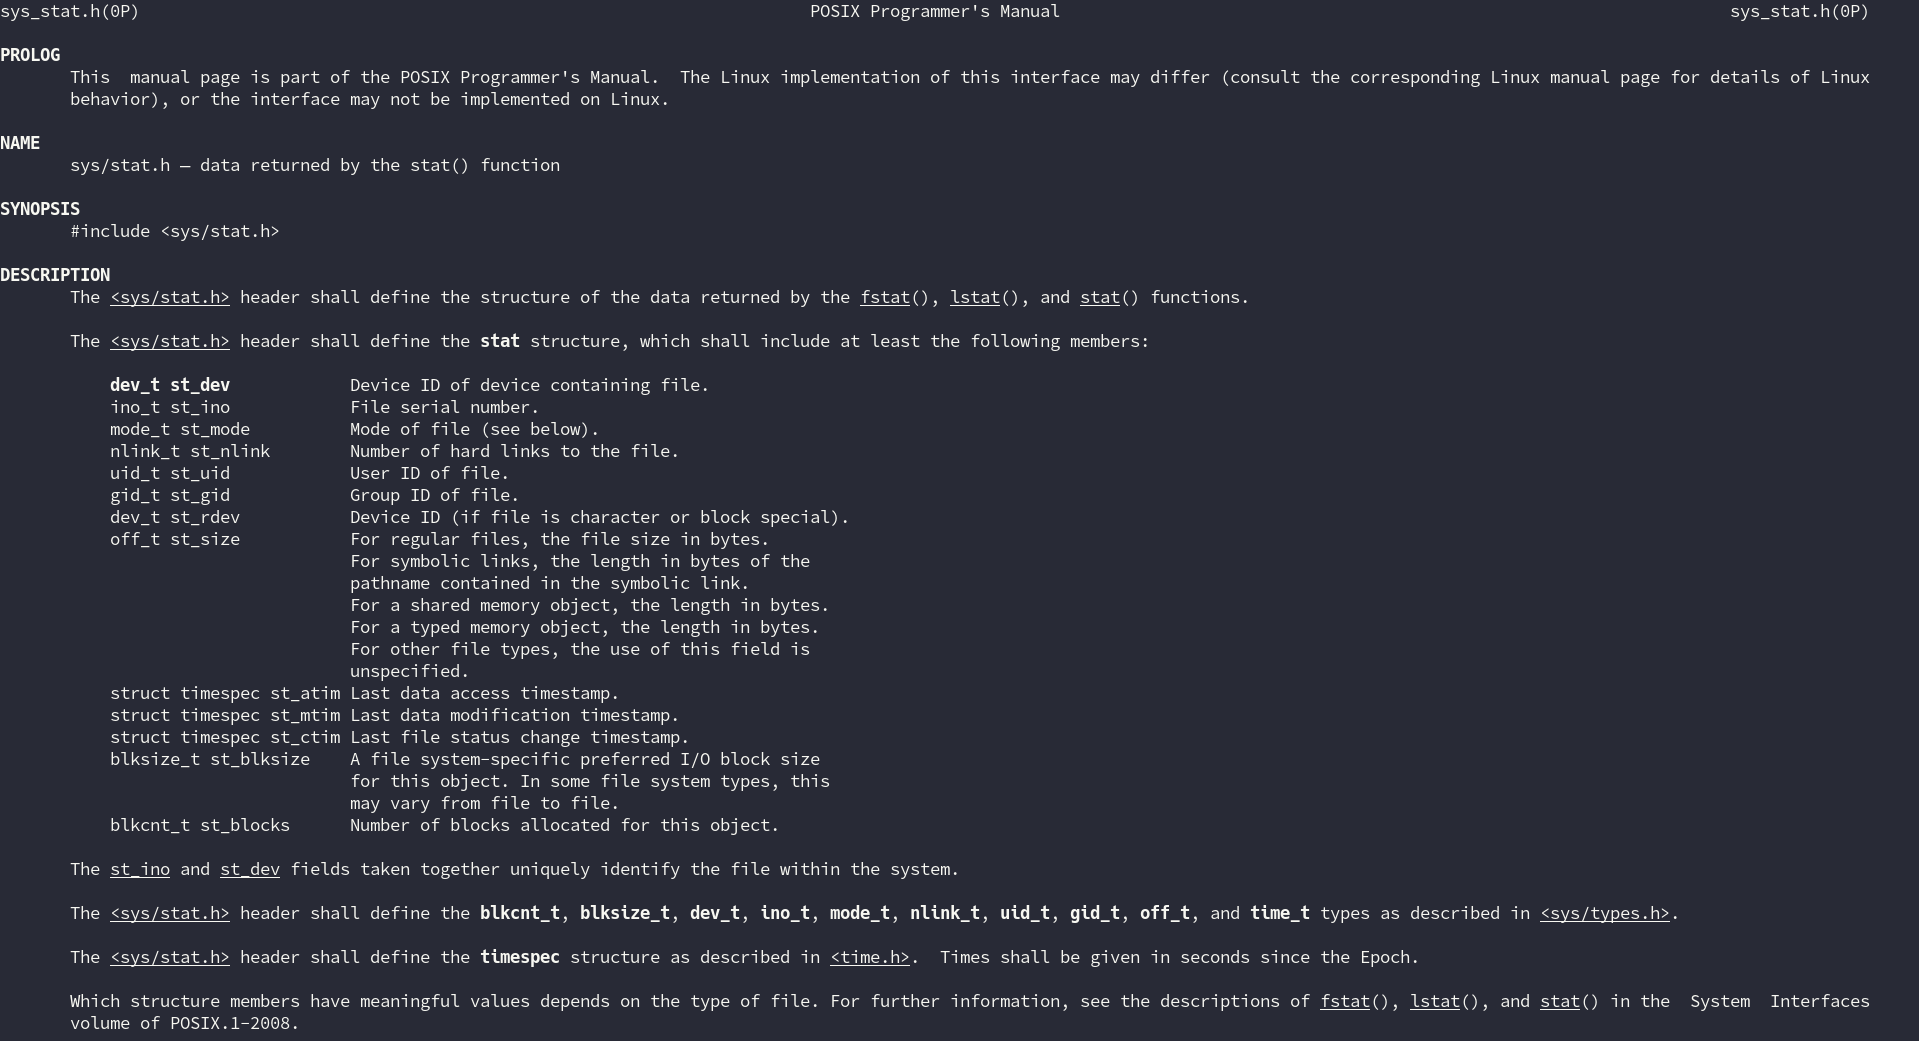 sys_stat.h(0P) POSIX Programmer's Manual sys_stat.h(0P)
PROLOG
This  manual page is part of the POSIX Programmer's Manual.  The Linux implementation of this interface may differ (consult the corresponding Linux manual page for details of Linux
behavior), or the interface may not be implemented on Linux.
NAME
sys/stat.h — data returned by the stat() function
SYNOPSIS
#include <sys/stat.h>
DESCRIPTION
The <sys/stat.h> header shall define the structure of the data returned by the fstat(), lstat(), and stat() functions.
The <sys/stat.h> header shall define the stat structure, which shall include at least the following members:
dev_t st_dev            Device ID of device containing file.
ino_t st_ino            File serial number.
mode_t st_mode          Mode of file (see below).
nlink_t st_nlink        Number of hard links to the file.
uid_t st_uid            User ID of file.
gid_t st_gid            Group ID of file.
dev_t st_rdev           Device ID (if file is character or block special).
off_t st_size           For regular files, the file size in bytes.
For symbolic links, the length in bytes of the
pathname contained in the symbolic link.
For a shared memory object, the length in bytes.
For a typed memory object, the length in bytes.
For other file types, the use of this field is
unspecified.
struct timespec st_atim Last data access timestamp.
struct timespec st_mtim Last data modification timestamp.
struct timespec st_ctim Last file status change timestamp.
blksize_t st_blksize    A file system-specific preferred I/O block size
for this object. In some file system types, this
may vary from file to file.
blkcnt_t st_blocks      Number of blocks allocated for this object.
The st_ino and st_dev fields taken together uniquely identify the file within the system.
The <sys/stat.h> header shall define the blkcnt_t, blksize_t, dev_t, ino_t, mode_t, nlink_t, uid_t, gid_t, off_t, and time_t types as described in <sys/types.h>.
The <sys/stat.h> header shall define the timespec structure as described in <time.h>.  Times shall be given in seconds since the Epoch.
Which structure members have meaningful values depends on the type of file. For further information, see the descriptions of fstat(), lstat(), and stat() in the  System  Interfaces
volume of POSIX.1-2008.